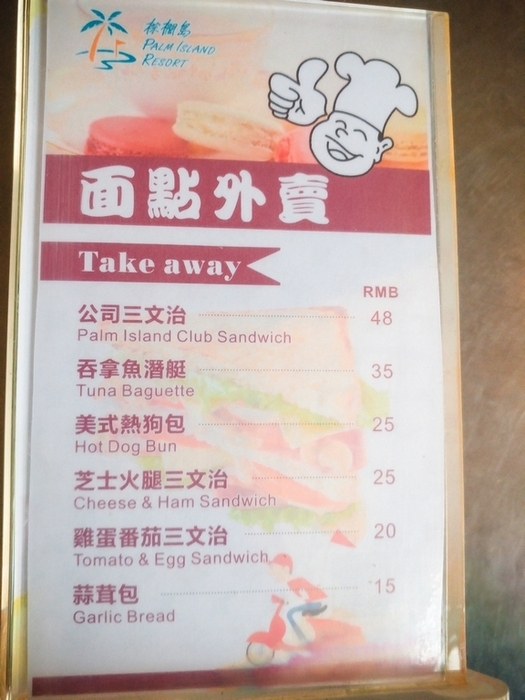 棕櫚島
PALM ISLAND
RESORT
面點外賣
Take away
RMB
公司三文治 48
Palm Island Club Sandwich
吞拿魚潛艇 35
Tuna Baguette
美式熱狗包 25
Hot Dog Bun
芝士火腿三文治 25
Cheese & Ham Sandwich
雞蛋番茄三文治 20
Tomato & Egg Sandwich
蒜茸包 15
Garlic Bread